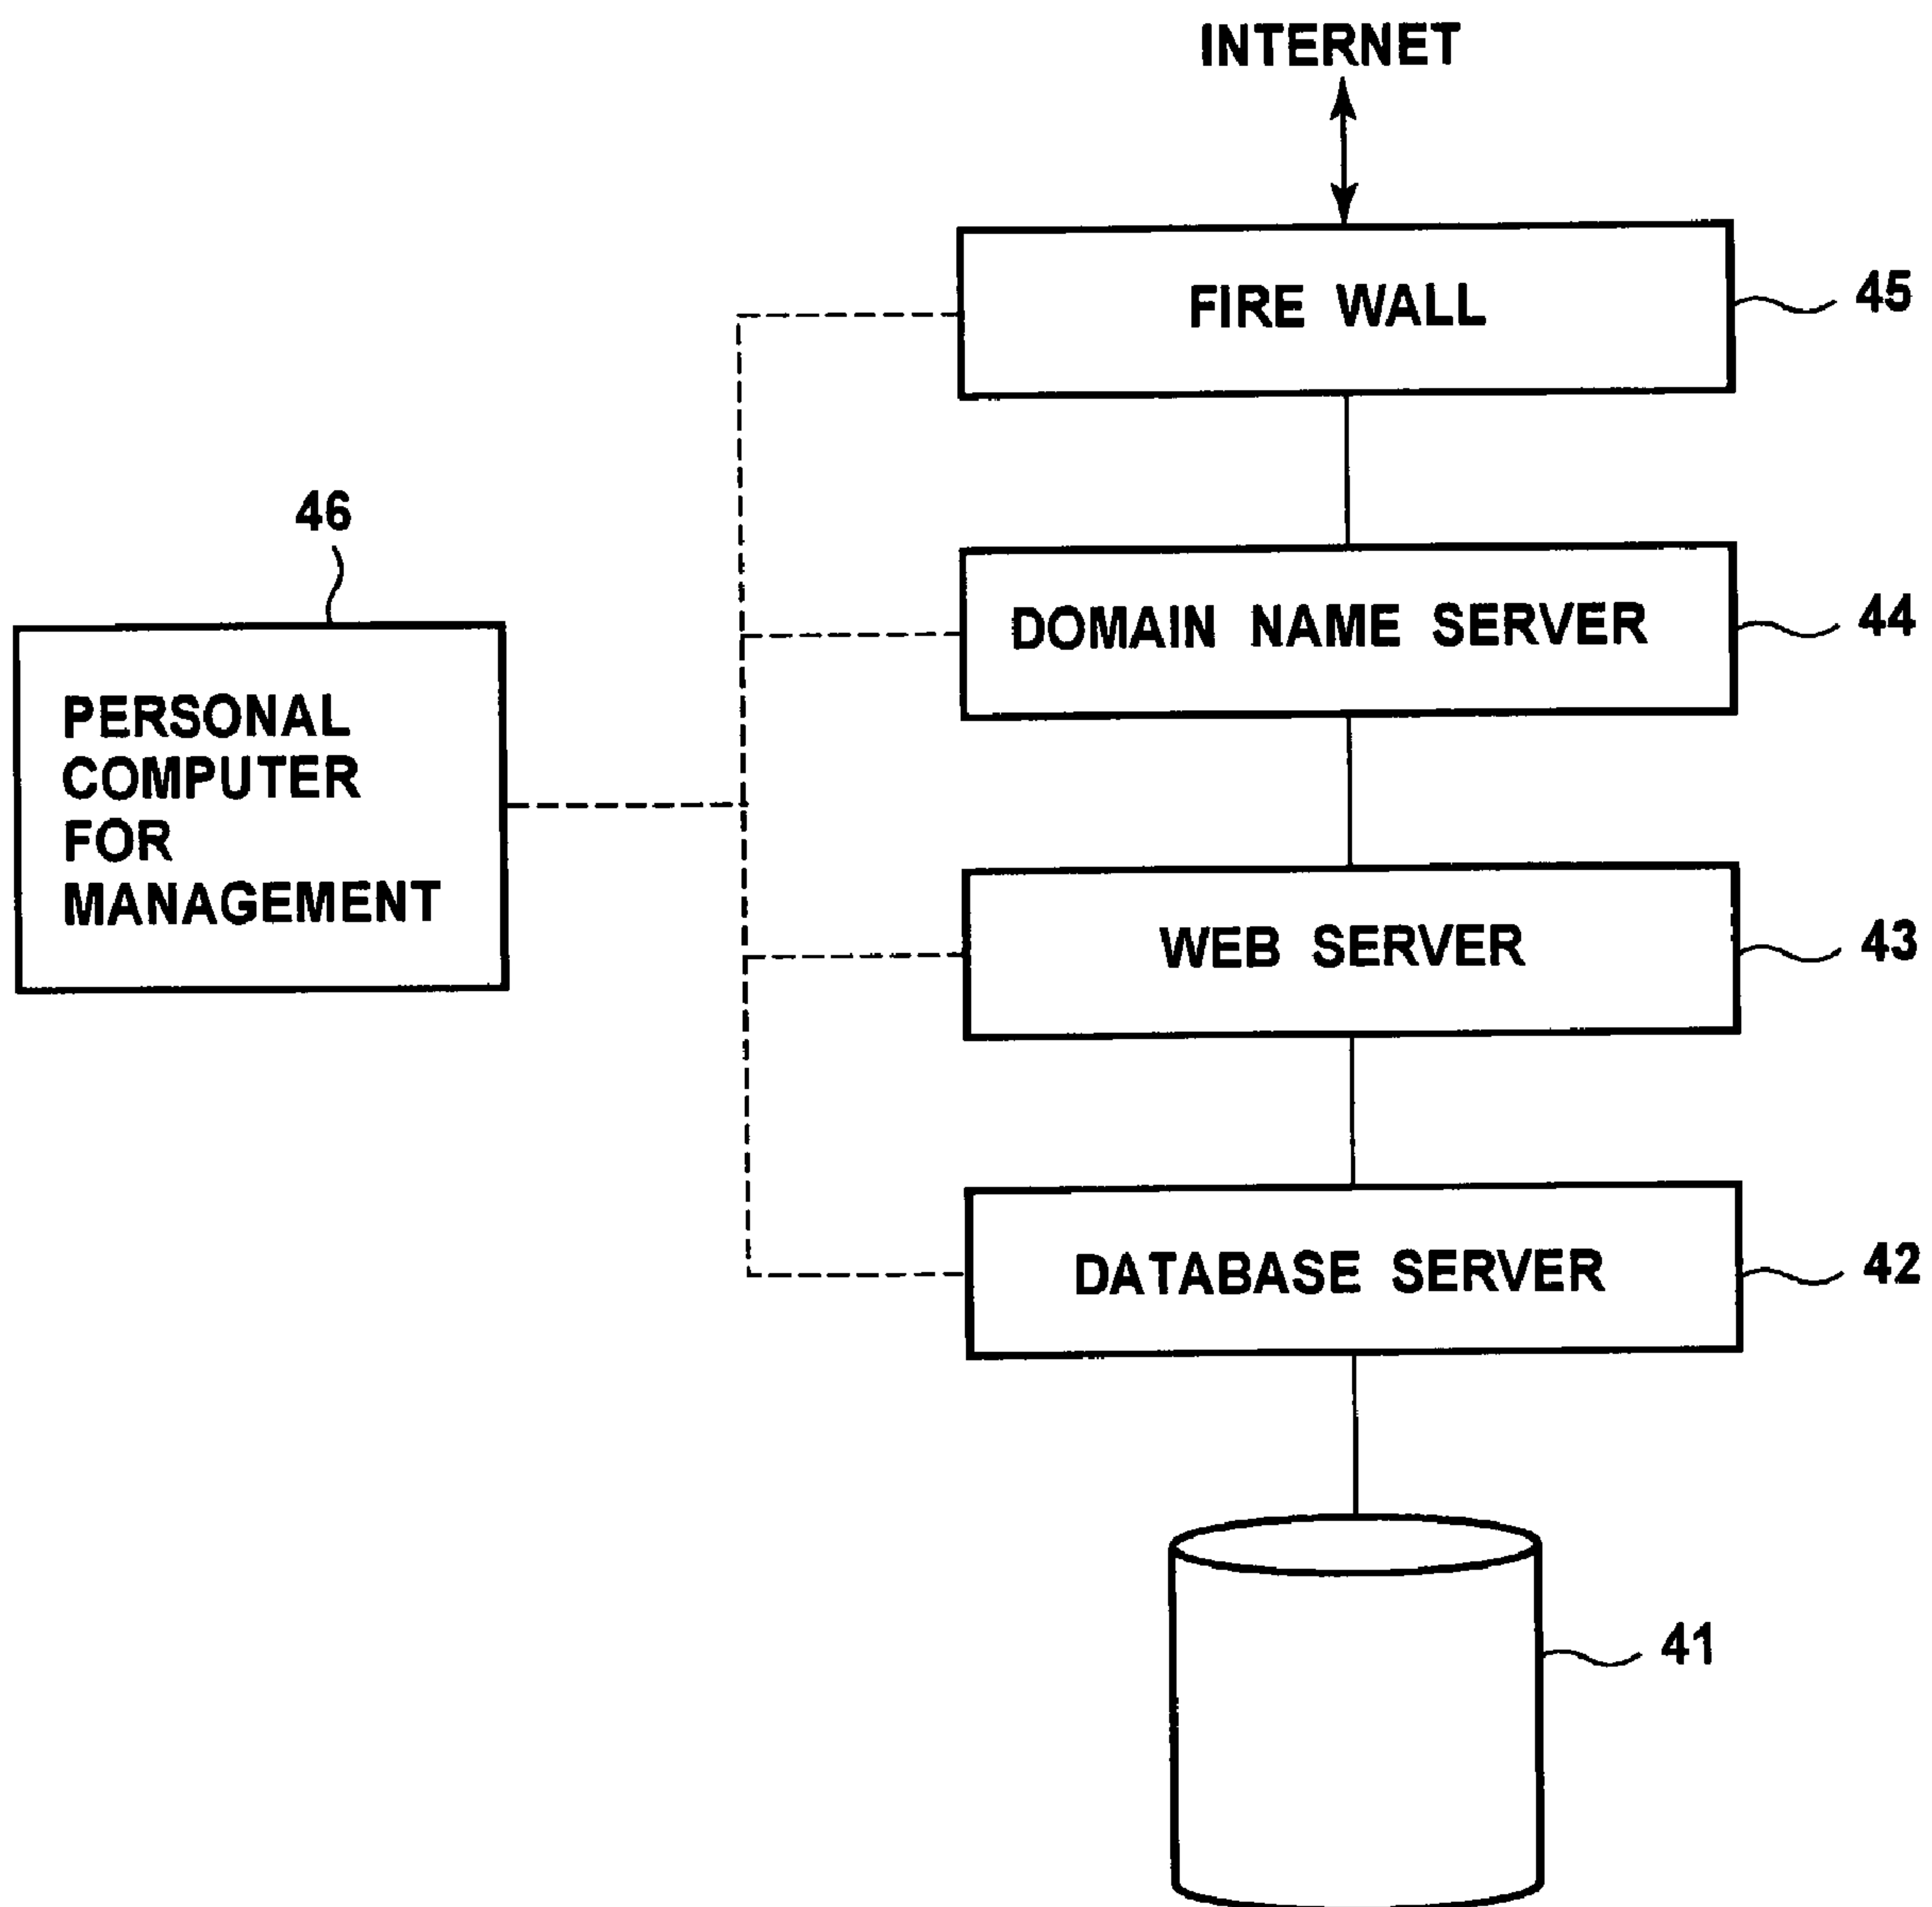 INTERNET
FIRE WALL
45
46
DOMAIN NAME SERVER
44
PERSONAL
COMPUTER
FOR
MANAGEMENT
WEB SERVER
43
DATABASE SERVER
42
41